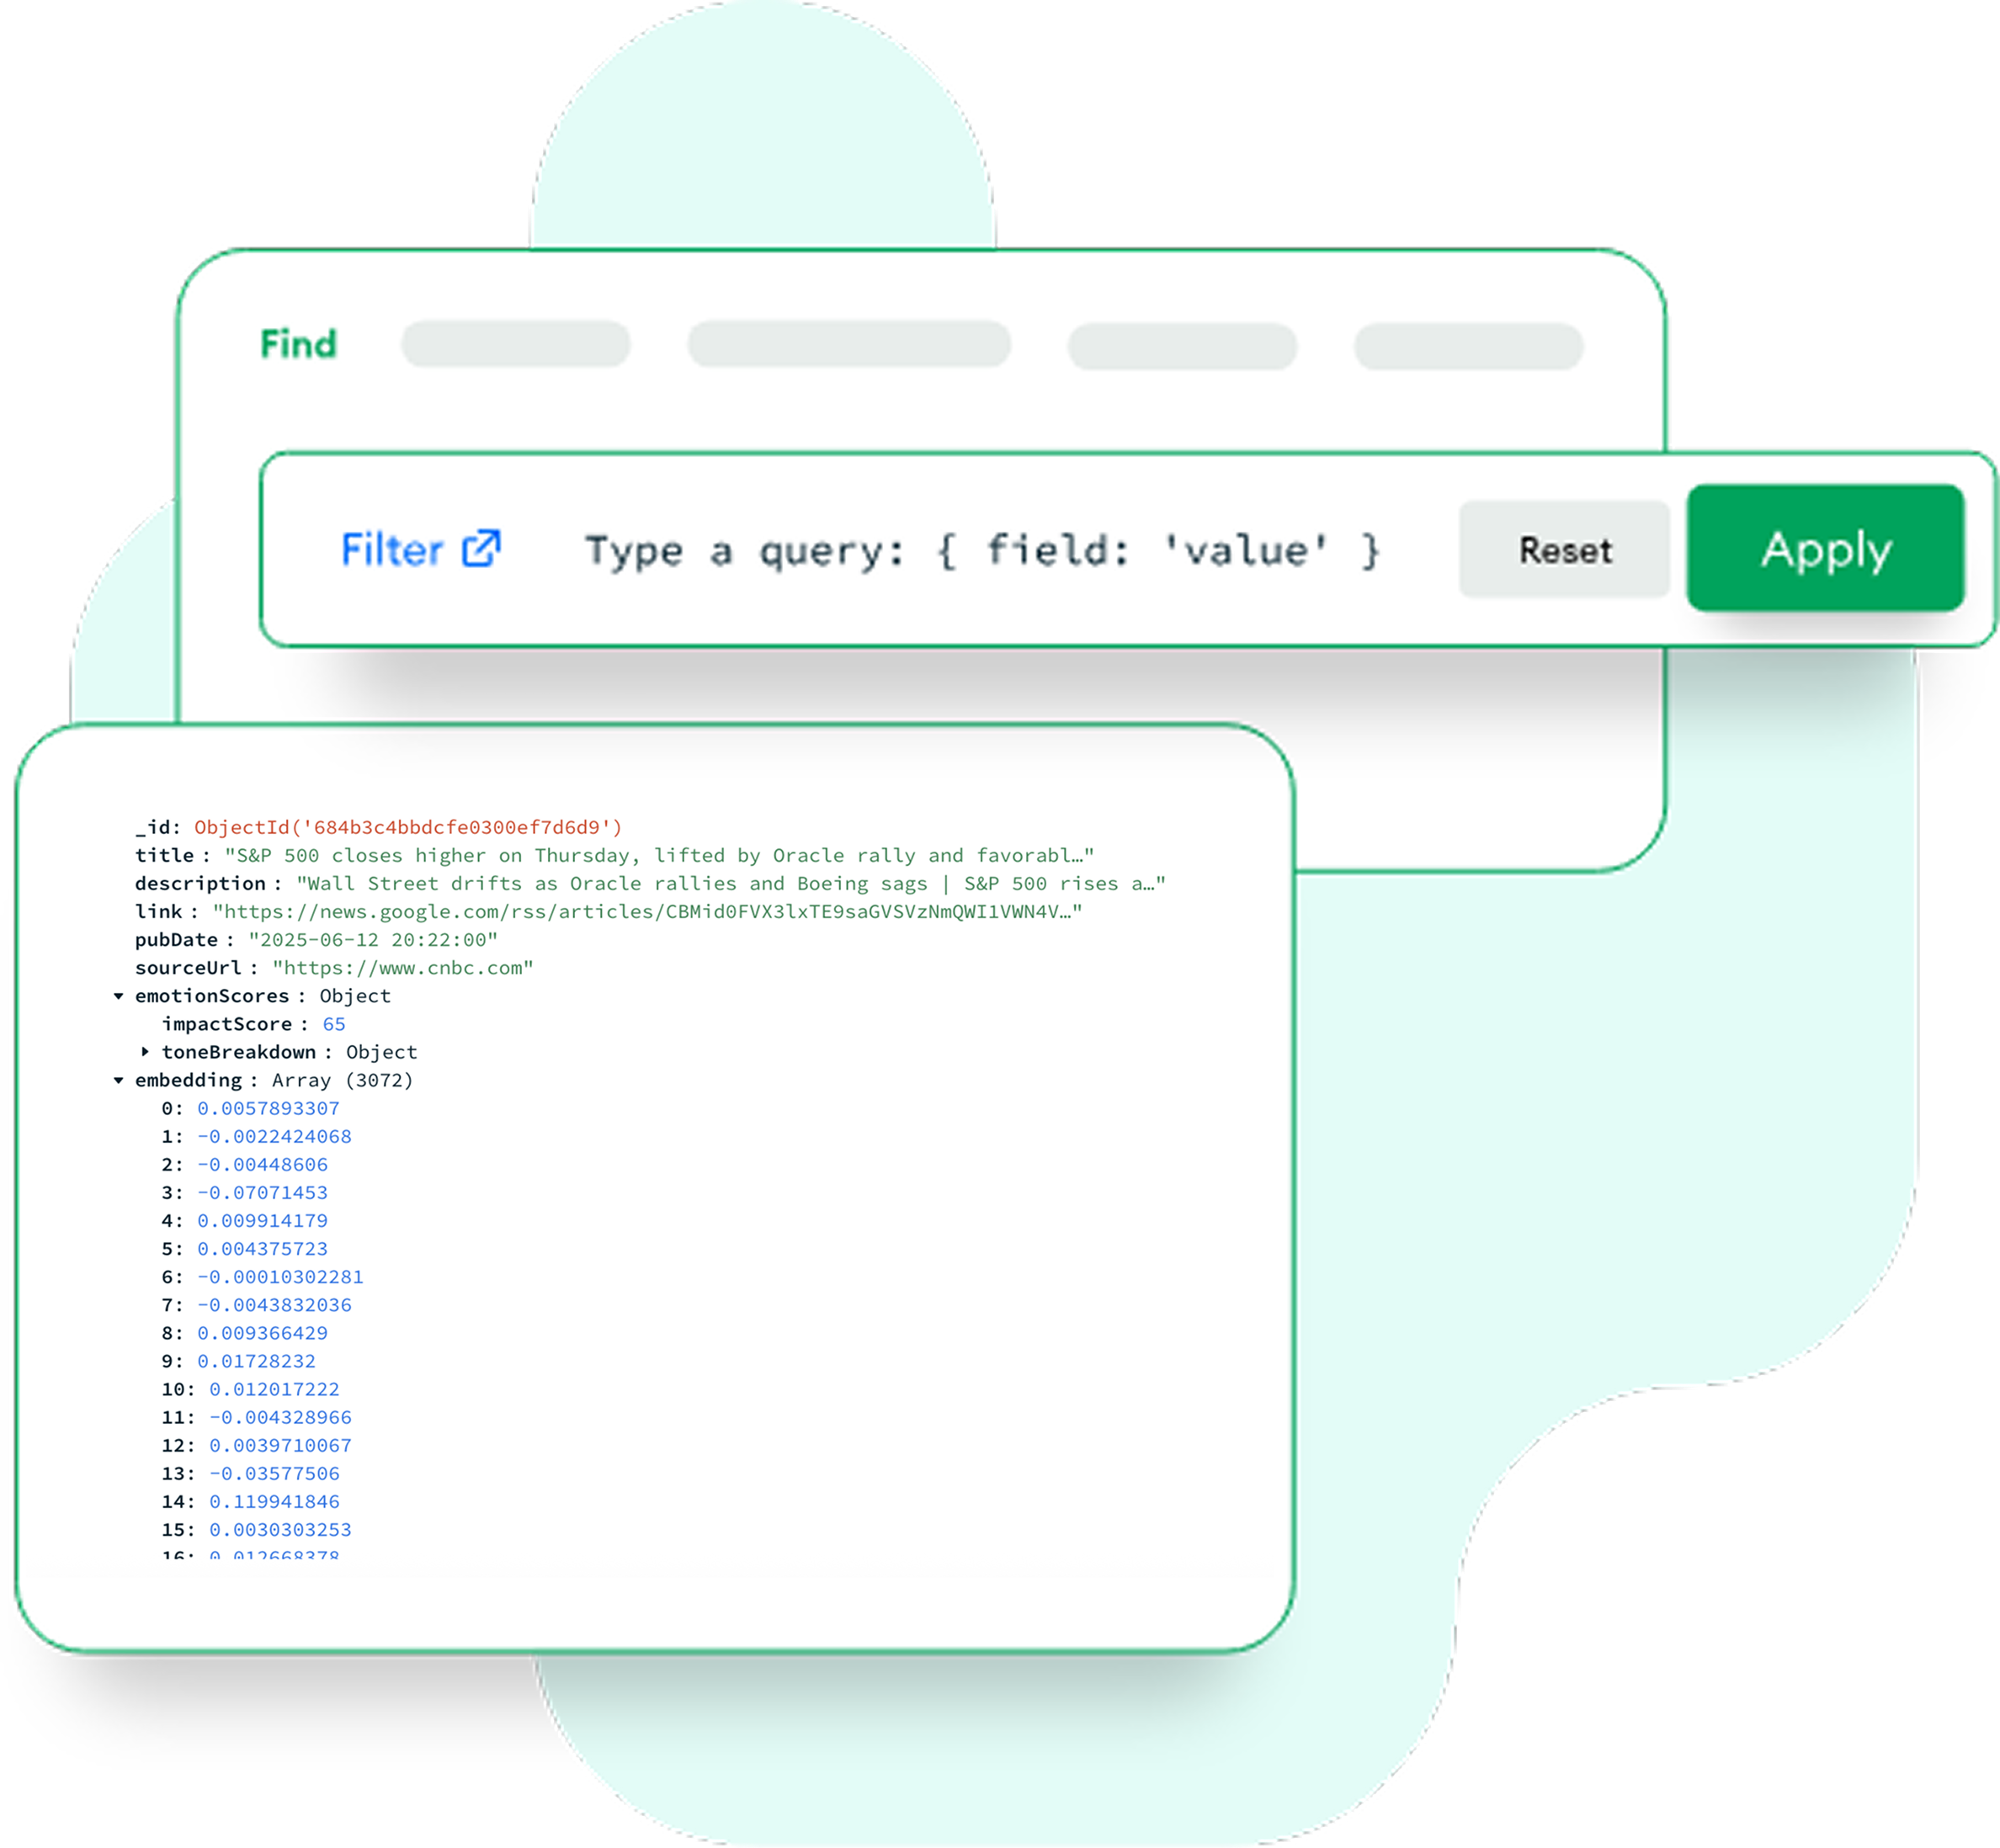 Find
Filter Type a query: { field: 'value' } Reset Apply
_id: ObjectId('684b3c4bbdcfe0300ef7d6d9')
title : "S&P 500 closes higher on Thursday, lifted by Oracle rally and favorabl…"
description : "Wall Street drifts as Oracle rallies and Boeing sags | S&P 500 rises a…"
link : "https://news.google.com/rss/articles/CBMid0FVX3lxTE9saGVSVzNmQWI1VWN4V…"
pubDate : "2025-06-12 20:22:00"
sourceUrl : "https://www.cnbc.com"
emotionScores : Object
impactScore : 65
toneBreakdown : Object
embedding : Array (3072)
0: 0.0057893307
1: -0.0022424068
2: -0.00448606
3: -0.07071453
4: 0.009914179
5: 0.004375723
6: -0.00010302281
7: -0.0043832036
8: 0.009366429
9: 0.01728232
10: 0.012017222
11: -0.004328966
12: 0.0039710067
13: -0.03577506
14: 0.119941846
15: 0.0030303253
16: 0.012668378